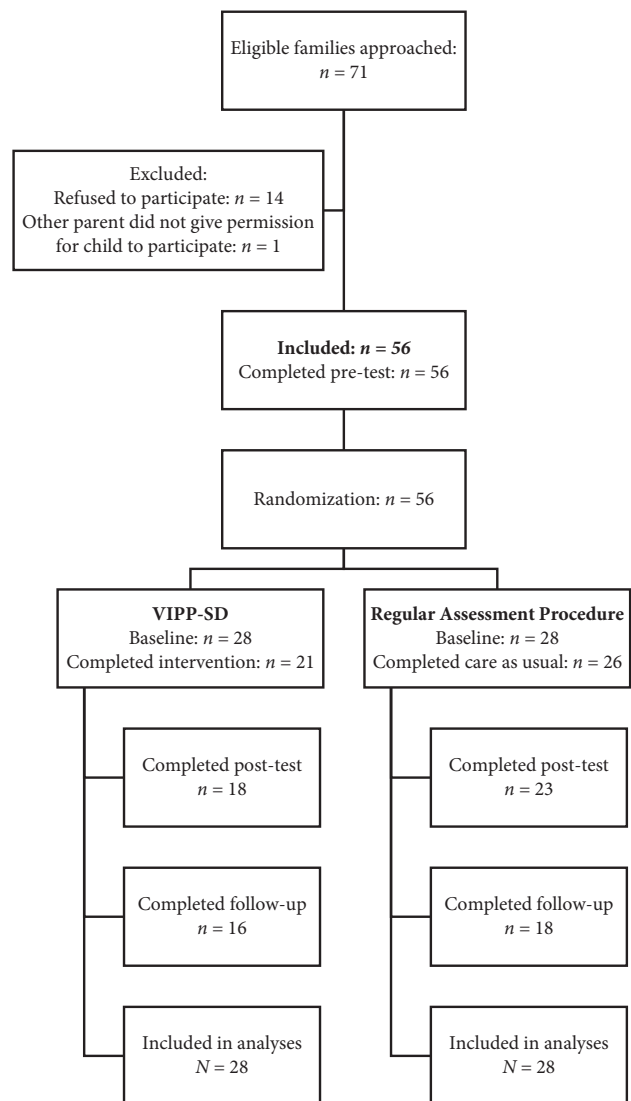 Eligible families approached:
n = 71
Excluded:
Refused to participate: n = 14
Other parent did not give permission
for child to participate: n = 1
Included: n = 56
Completed pre-test: n = 56
Randomization: n = 56
VIPP-SD
Baseline: n = 28
Completed intervention: n = 21
Regular Assessment Procedure
Baseline: n = 28
Completed care as usual: n = 26
Completed post-test
n = 18
Completed post-test
n = 23
Completed follow-up
n = 16
Completed follow-up
n = 18
Included in analyses
N = 28
Included in analyses
N = 28